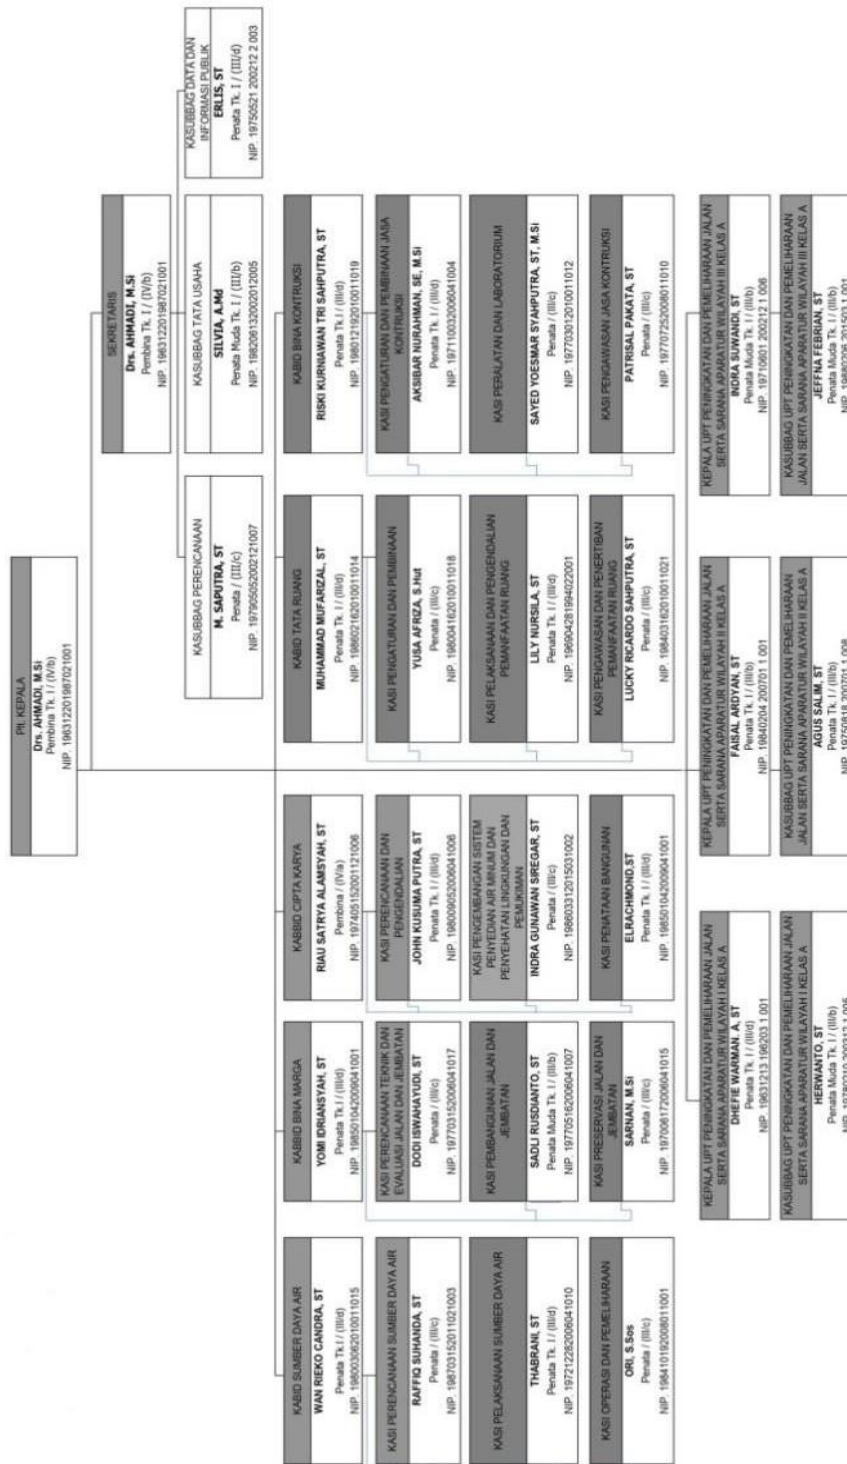 Plt. KEPALA
Drs. AHMADI, M.Si
Pembina Tk. I / (IV/b)
NIP. 196312201987021001
SEKRETARIS
Drs. AHMADI, M.Si
Pembina Tk. I / (IV/b)
NIP. 196312201987021001
KASUBBAG PERENCANAAN
M. SAPUTRA, ST
Penata / (III/c)
NIP. 197905052002121007
KASUBBAG TATA USAHA
SILVIA, A.Md
Penata Muda Tk. I / (III/b)
NIP. 198206132002012005
KASUBBAG DATA DAN
INFORMASI PUBLIK
ERLIS, ST
Penata Tk. I / (III/d)
NIP. 19750521 200212 2 003
KABID SUMBER DAYA AIR
WAN RIEKO CANDRA, ST
Penata Tk.I / (III/d)
NIP. 198003062010011015
KABBID BINA MARGA
YOMI IDRIANSYAH, ST
Penata Tk.I / (III/d)
NIP. 198501042009041001
KABBID CIPTA KARYA
RIAU SATRYA ALAMSYAH, ST
Pembina / (IV/a)
NIP. 197405152001121006
KABID TATA RUANG
MUHAMMAD MUFARIZAL, ST
Penata Tk. I / (III/d)
NIP. 198602162010011014
KABID BINA KONTRUKSI
RISKI KURNIAWAN TRI SAHPUTRA, ST
Penata Tk.I / (III/d)
NIP. 198012192010011019
KASI PERENCANAAN SUMBER DAYA AIR
RAFFIQ SUHANDA, ST
Penata / (III/c)
NIP. 198703152011021003
KASI PERENCANAAN TEKNIK DAN
EVALUASI JALAN DAN JEMBATAN
DODI ISWAHAYUDI, ST
Penata / (III/c)
NIP. 197703152006041017
KASI PERENCANAAN DAN
PENGENDALIAN
JOHN KUSUMA PUTRA, ST
Penata Tk. I / (III/d)
NIP. 198009052006041006
KASI PENGATURAN DAN PEMBINAAN
YUSA AFRIZA, S.Hut
Penata / (III/c)
NIP. 198004162010011018
KASI PENGATURAN DAN PEMBINAAN JASA
KONTRUKSI
AKSIBAR NURAHMAN, SE, M.Si
Penata Tk.I / (III/d)
NIP. 197110032006041004
KASI PELAKSANAAN SUMBER DAYA AIR
THABRANI, ST
Penata Tk. I / (III/d)
NIP. 197212282006041010
KASI PEMBANGUNAN JALAN DAN
JEMBATAN
SADLI RUSDIANTO, ST
Penata Muda Tk. I / (III/b)
NIP. 197705162006041007
KASI PENGEMBANGAN SISTEM
PENYEDIAN AIR MINUM DAN
PENYEHATAN LINGKUNGAN DAN
PEMUKIMAN
INDRA GUNAWAN SIREGAR, ST
Penata / (III/c)
NIP. 198603312015031002
KASI PELAKSANAAN DAN PENGENDALIAN
PEMANFAATAN RUANG
LILY NURSILA, ST
Penata Tk. I / (III/d)
NIP. 196904281994022001
KASI PERALATAN DAN LABORATORIUM
SAYED YOESMAR SYAHPUTRA, ST, M.Si
Penata / (III/c)
NIP. 197703012010011012
KASI OPERASI DAN PEMELIHARAAN
ORI, S.Sos
Penata / (III/c)
NIP. 198410192008011001
KASI PRESERVASI JALAN DAN
JEMBATAN
SARNAN, M.Si
Penata / (III/c)
NIP. 197006172006041015
KASI PENATAAN BANGUNAN
ELRACHMOND,ST
Penata Tk. I / (III/d)
NIP. 198501042009041001
KASI PENGAWASAN DAN PENERTIBAN
PEMANFAATAN RUANG
LUCKY RICARDO SAHPUTRA, ST
Penata / (III/c)
NIP. 198403162010011021
KASI PENGAWASAN JASA KONTRUKSI
PATRISAL PAKATA, ST
Penata / (III/c)
NIP. 197707252008011010
KEPALA UPT PENINGKATAN DAN PEMELIHARAAN JALAN
SERTA SARANA APARATUR WILAYAH I KELAS A
DHEFIE WARMAN. A, ST
Penata Tk. I / (III/d)
NIP. 19631213 196203 1 001
KEPALA UPT PENINGKATAN DAN PEMELIHARAAN JALAN
SERTA SARANA APARATUR WILAYAH II KELAS A
FAISAL ARDYAN, ST
Penata Tk. I / (III/b)
NIP. 19840204 200701 1 001
KEPALA UPT PENINGKATAN DAN PEMELIHARAAN JALAN
SERTA SARANA APARATUR WILAYAH III KELAS A
INDRA SUWANDI, ST
Penata Muda Tk. I / (III/b)
NIP. 19710601 200212 1 006
KASUBBAG UPT PENINGKATAN DAN PEMELIHARAAN JALAN
SERTA SARANA APARATUR WILAYAH I KELAS A
HERWANTO, ST
Penata Muda Tk. I / (III/b)
NIP. 19780210 200312 1 006
KASUBBAG UPT PENINGKATAN DAN PEMELIHARAAN
JALAN SERTA SARANA APARATUR WILAYAH II KELAS A
AGUS SALIM, ST
Penata Tk. I / (III/b)
NIP. 19750818 200701 1 008
KASUBBAG UPT PENINGKATAN DAN PEMELIHARAAN
JALAN SERTA SARANA APARATUR WILAYAH III KELAS A
JEFFNA FEBRIAN, ST
Penata Muda Tk. I / (III/b)
NIP. 19880206 201503 1 001